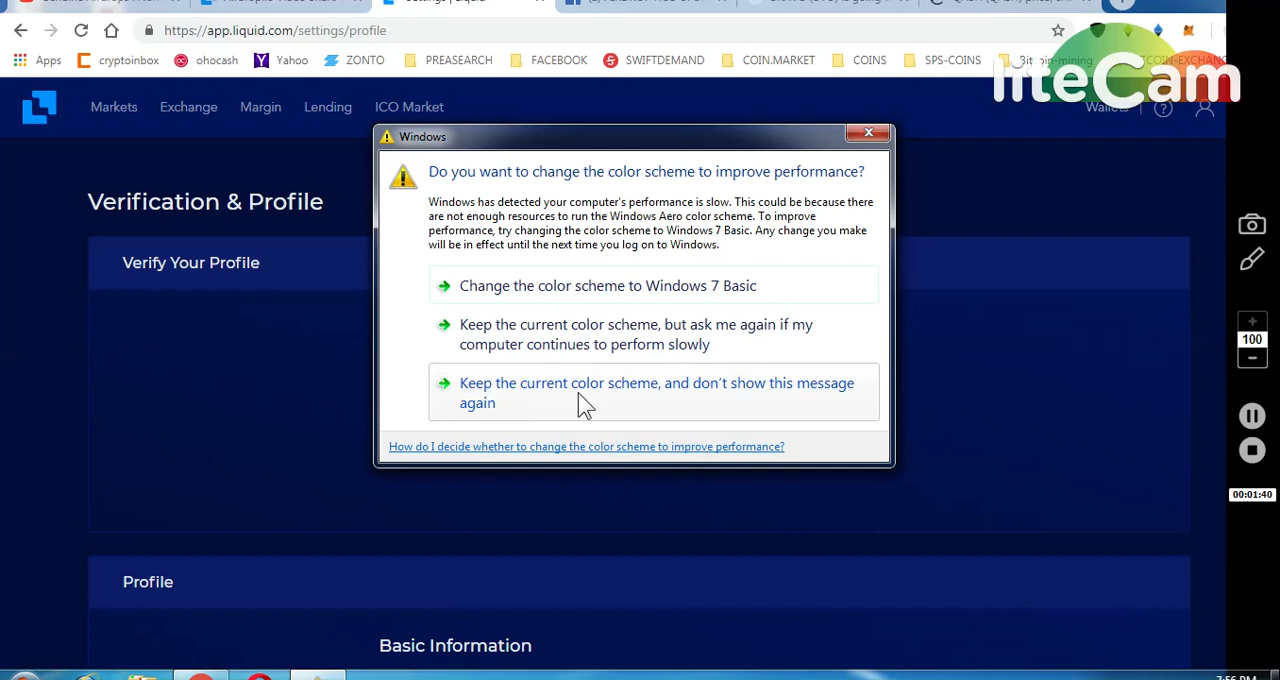 https://app.liquid.com/settings/profile
Apps cryptoinbox ohocash Yahoo ZONTO PREASEARCH FACEBOOK SWIFTDEMAND COIN.MARKET COINS SPS-COINS
liteCam
Markets Exchange Margin Lending ICO Market Wallets
Windows
Do you want to change the color scheme to improve performance?
Windows has detected your computer's performance is slow. This could be because there
are not enough resources to run the Windows Aero color scheme. To improve
performance, try changing the color scheme to Windows 7 Basic. Any change you make
will be in effect until the next time you log on to Windows.
Verification & Profile
Verify Your Profile
Change the color scheme to Windows 7 Basic
Keep the current color scheme, but ask me again if my
computer continues to perform slowly
Keep the current color scheme, and don't show this message
again
How do I decide whether to change the color scheme to improve performance?
100
00:01:40
Profile
Basic Information
7:56 PM